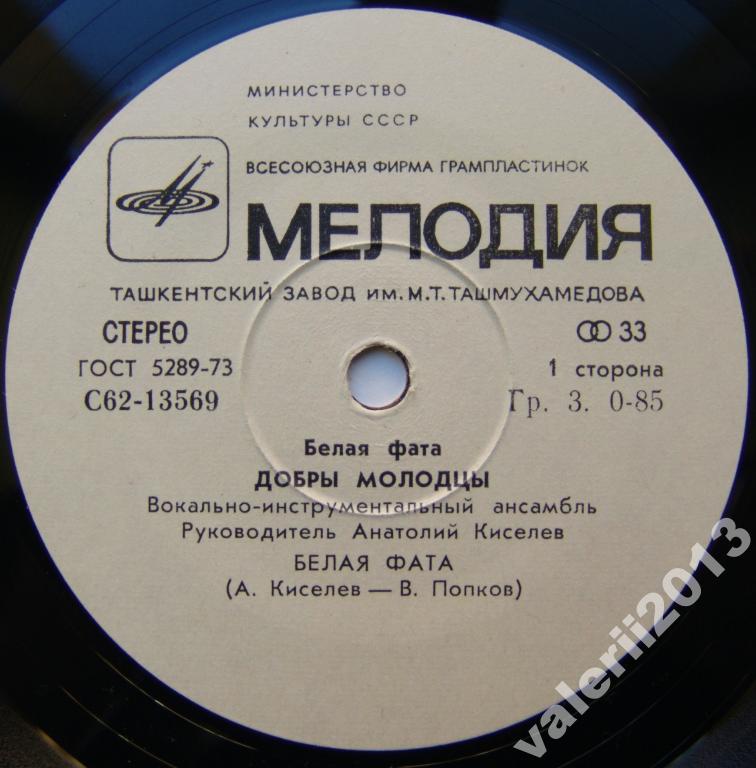 МИНИСТЕРСТВО
КУЛЬТУРЫ СССР
ВСЕСОЮЗНАЯ ФИРМА ГРАМПЛАСТИНОК
МЕЛОДИЯ
ТАШКЕНТСКИЙ ЗАВОД ИМ. М.Т. ТАШМУХАМЕДОВА
СТЕРЕО 33
ГОСТ 5289-73 1 сторона
С62-13569 Гр. 3. 0-85
Белая фата
ДОБРЫ МОЛОДЦЫ
Вокально-инструментальный ансамбль
Руководитель Анатолий Киселев
БЕЛАЯ ФАТА
(А. Киселев — В. Попков)
valerii2013